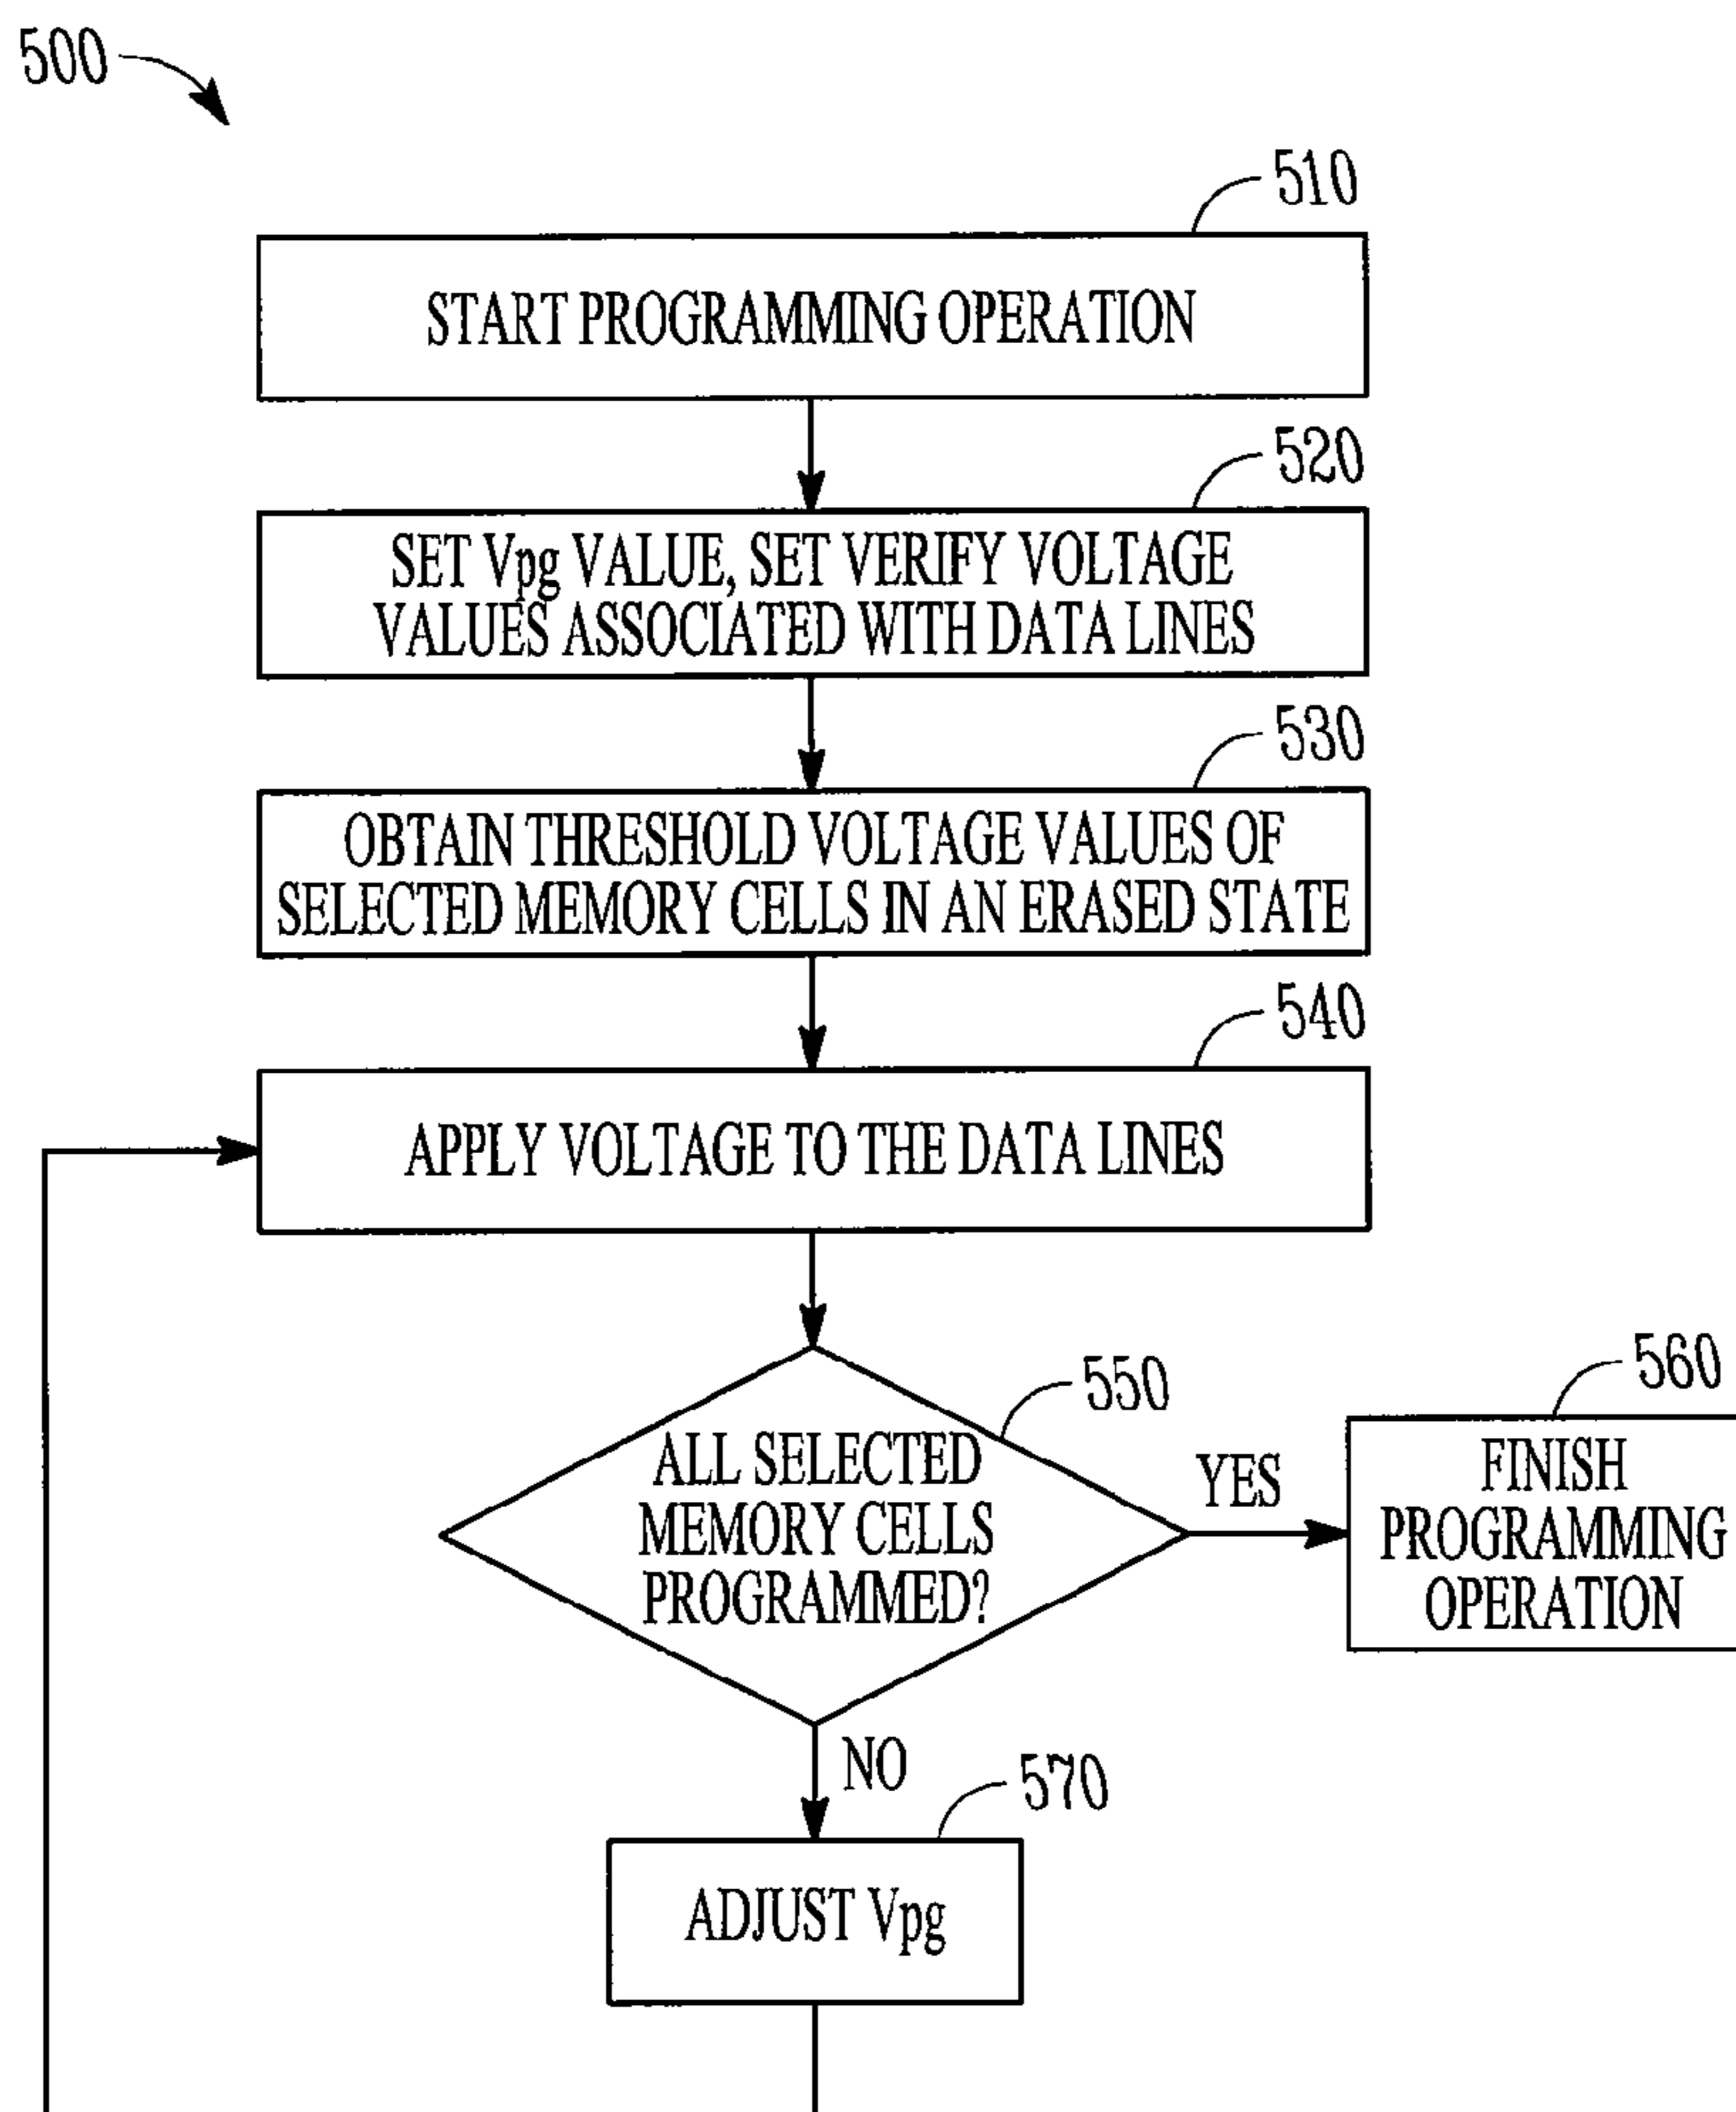 500
510
START PROGRAMMING OPERATION
520
SET Vpg VALUE, SET VERIFY VOLTAGE
VALUES ASSOCIATED WITH DATA LINES
530
OBTAIN THRESHOLD VOLTAGE VALUES OF
SELECTED MEMORY CELLS IN AN ERASED STATE
540
APPLY VOLTAGE TO THE DATA LINES
550
ALL SELECTED
MEMORY CELLS
PROGRAMMED?
YES
560
FINISH
PROGRAMMING
OPERATION
NO
570
ADJUST Vpg